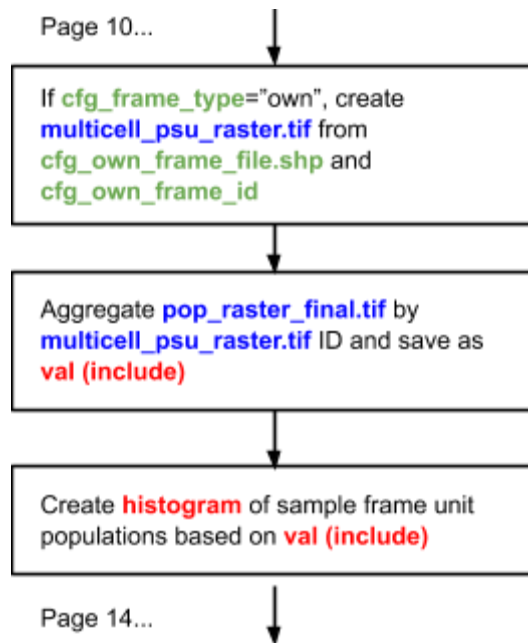 Page 10...
If cfg_frame_type="own", create
multicell_psu_raster.tif from
cfg_own_frame_file.shp and
cfg_own_frame_id
Aggregate pop_raster_final.tif by
multicell_psu_raster.tif ID and save as
val (include)
Create histogram of sample frame unit
populations based on val (include)
Page 14...